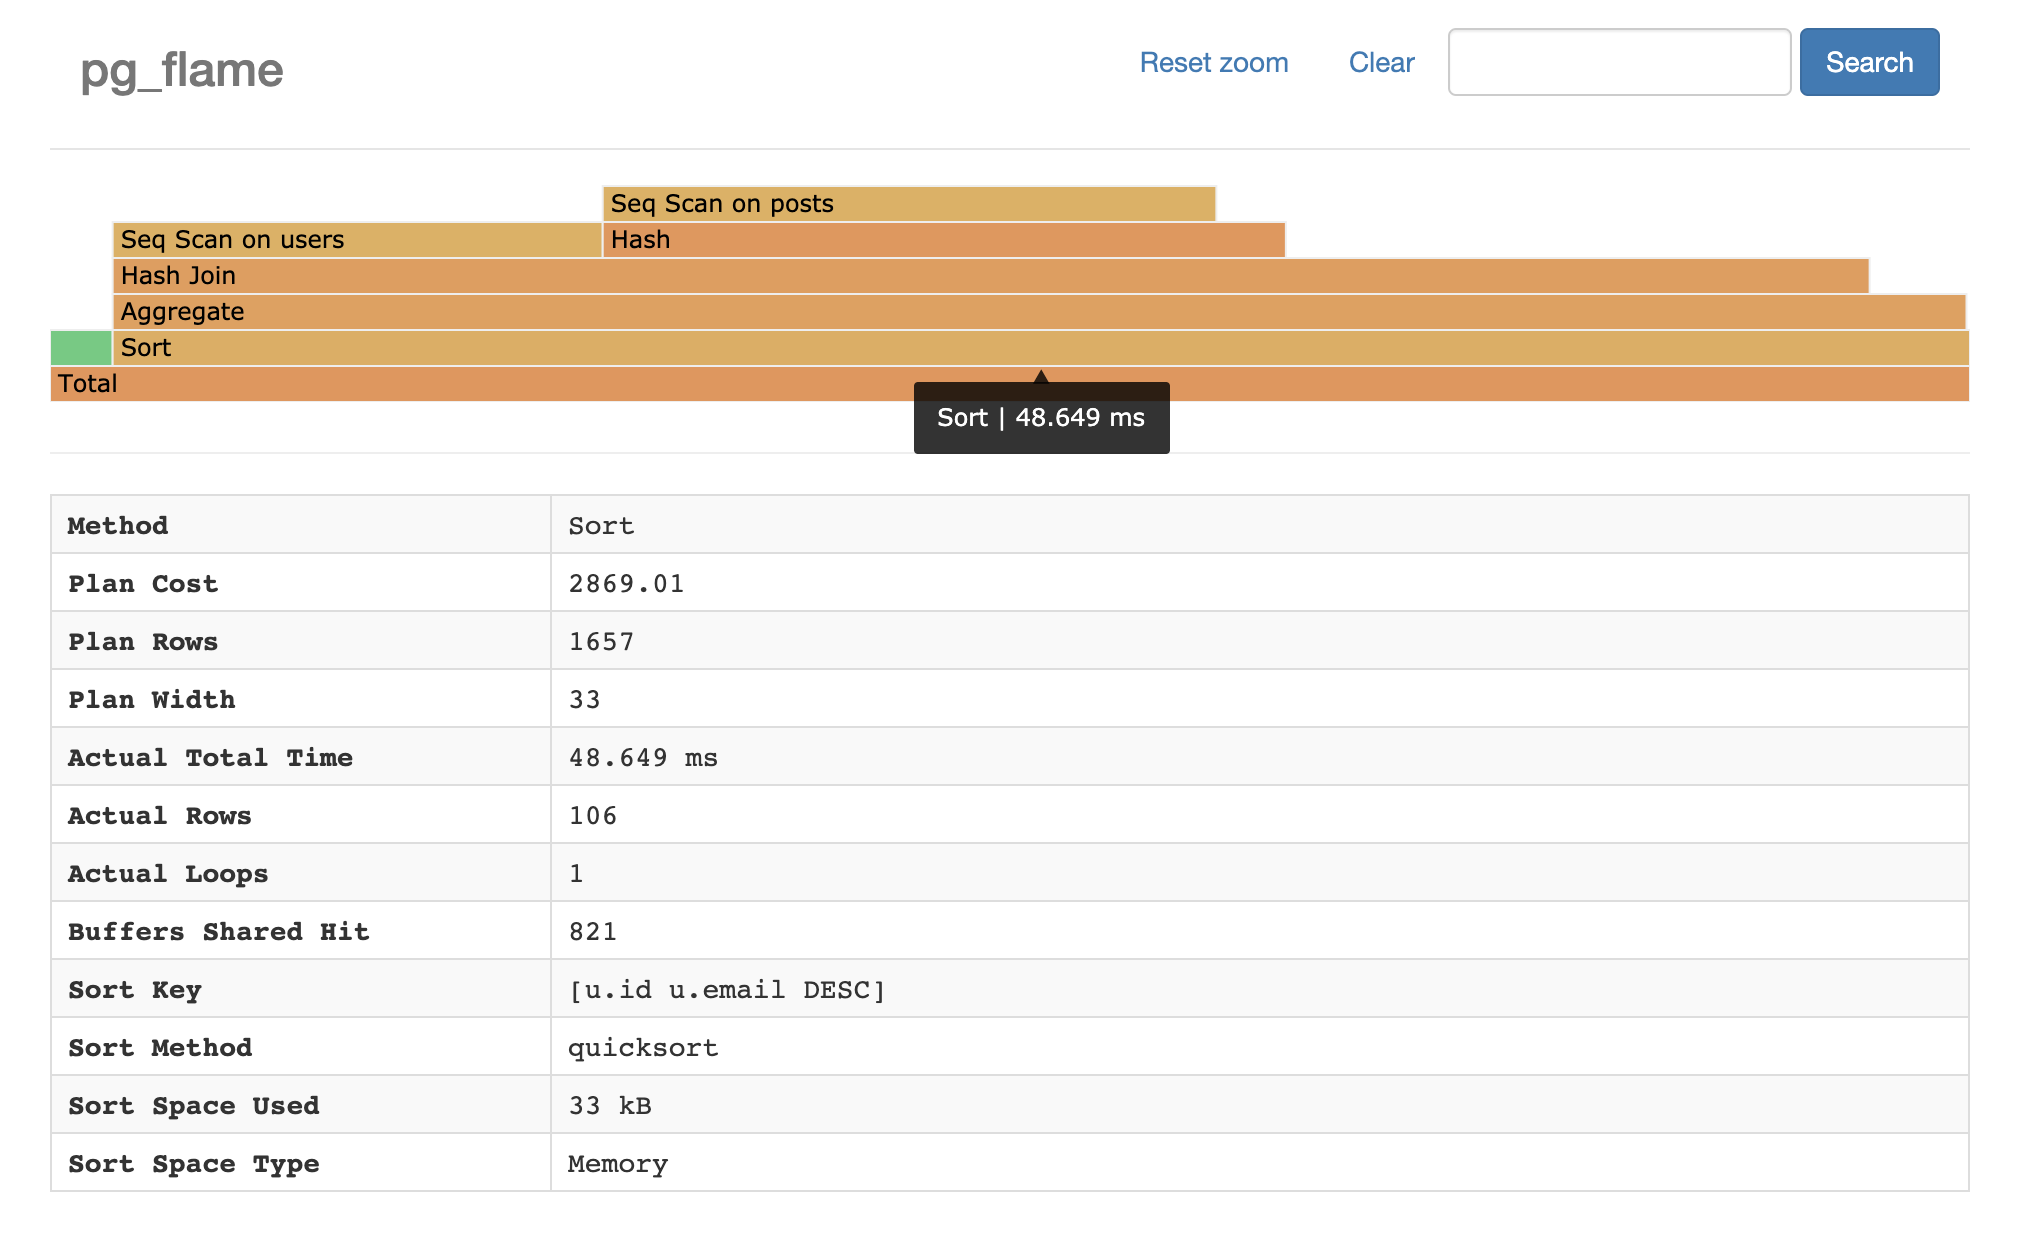 pg_flame
Reset zoom Clear Search
Seq Scan on posts
Seq Scan on users Hash
Hash Join
Aggregate
Sort
Total
Sort | 48.649 ms
Method Sort
Plan Cost 2869.01
Plan Rows 1657
Plan Width 33
Actual Total Time 48.649 ms
Actual Rows 106
Actual Loops 1
Buffers Shared Hit 821
Sort Key [u.id u.email DESC]
Sort Method quicksort
Sort Space Used 33 kB
Sort Space Type Memory